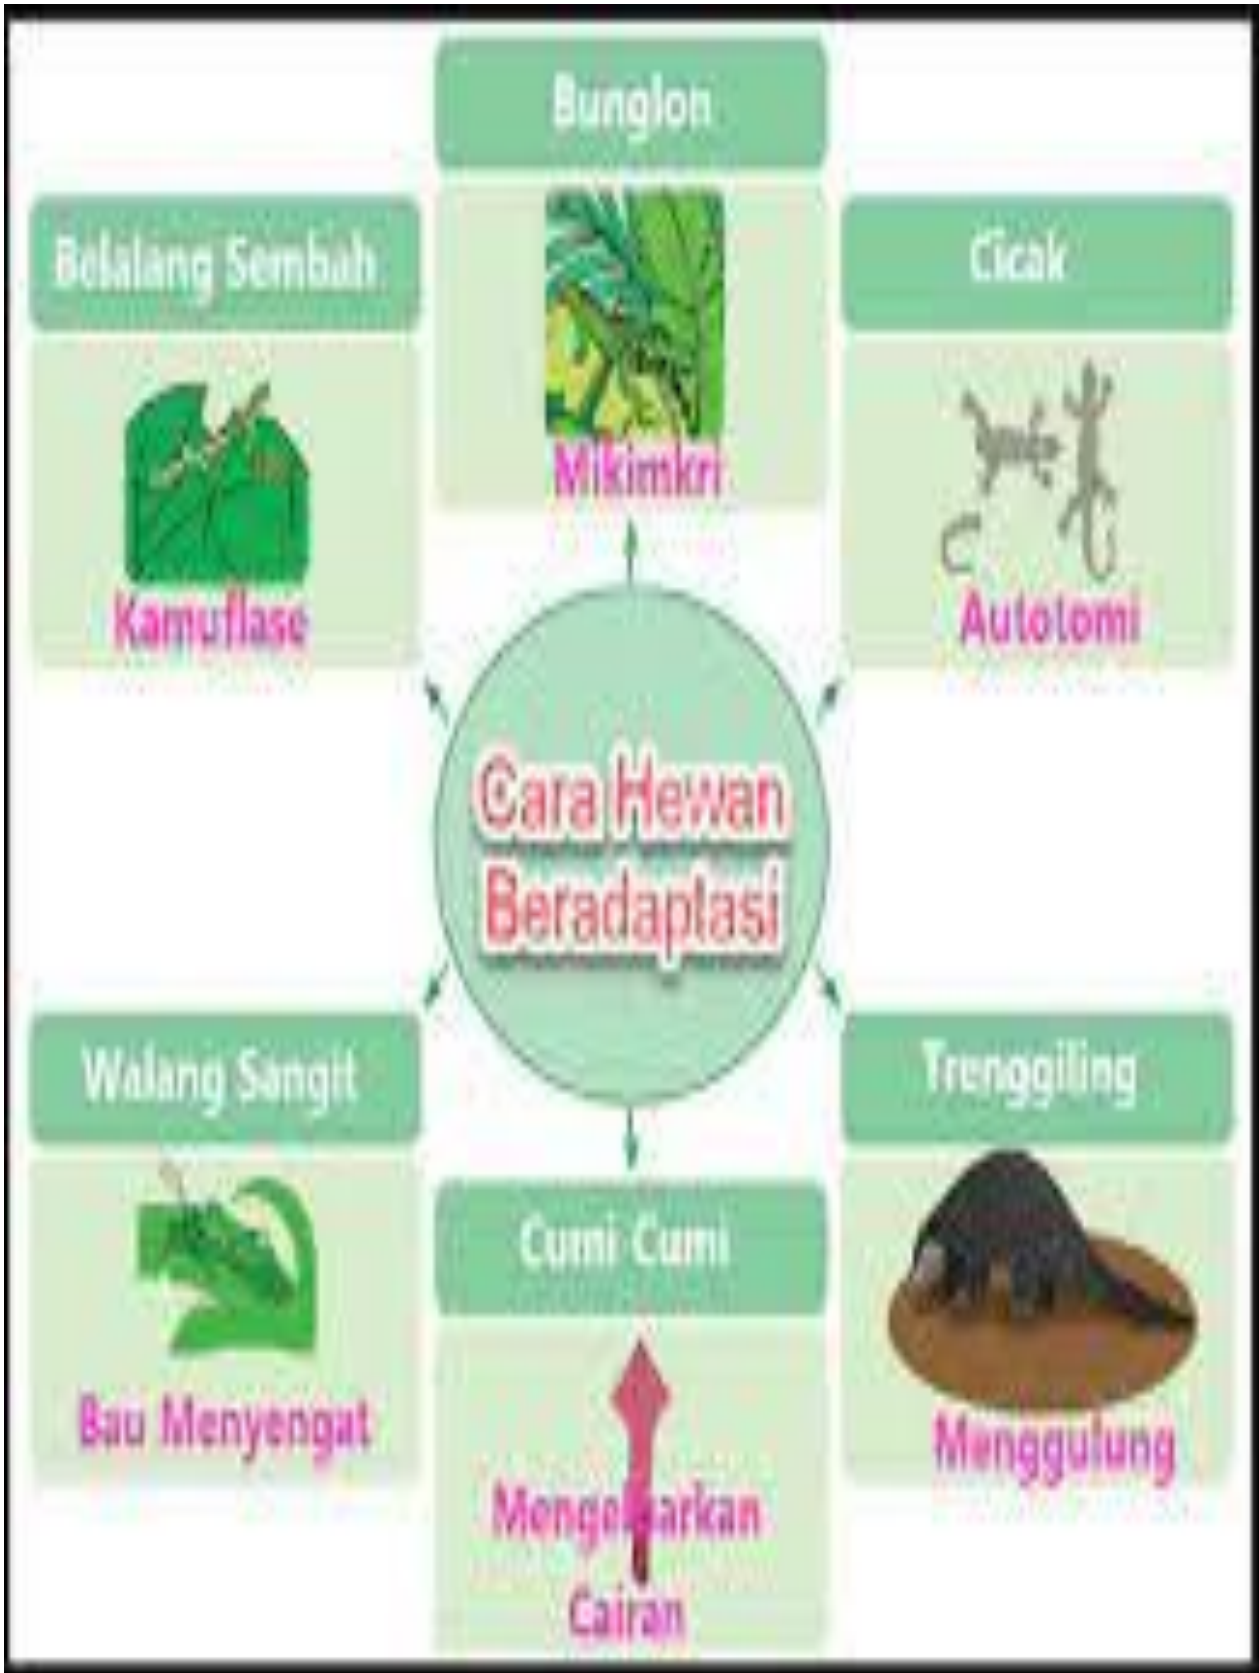 Bunglon
Mikimkri
Belalang Sembah
Kamuflase
Cicak
Autotomi
Cara Hewan
Beradaptasi
Walang Sangit
Bau Menyengat
Cumi Cumi
Mengeluarkan
Cairan
Trenggiling
Menggulung